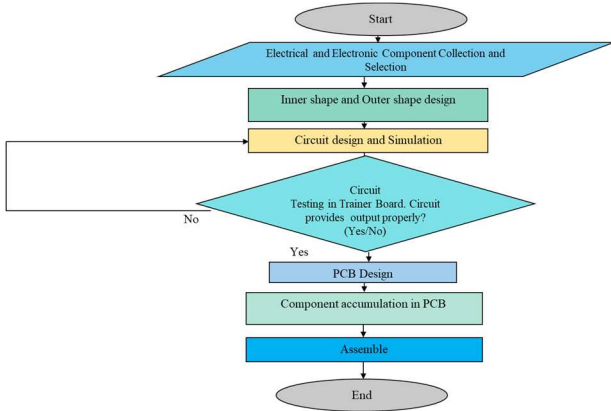 Start
Electrical and Electronic Component Collection and
Selection
Inner shape and Outer shape design
Circuit design and Simulation
Circuit
Testing in Trainer Board. Circuit
provides output properly?
(Yes/No)
No
Yes
PCB Design
Component accumulation in PCB
Assemble
End